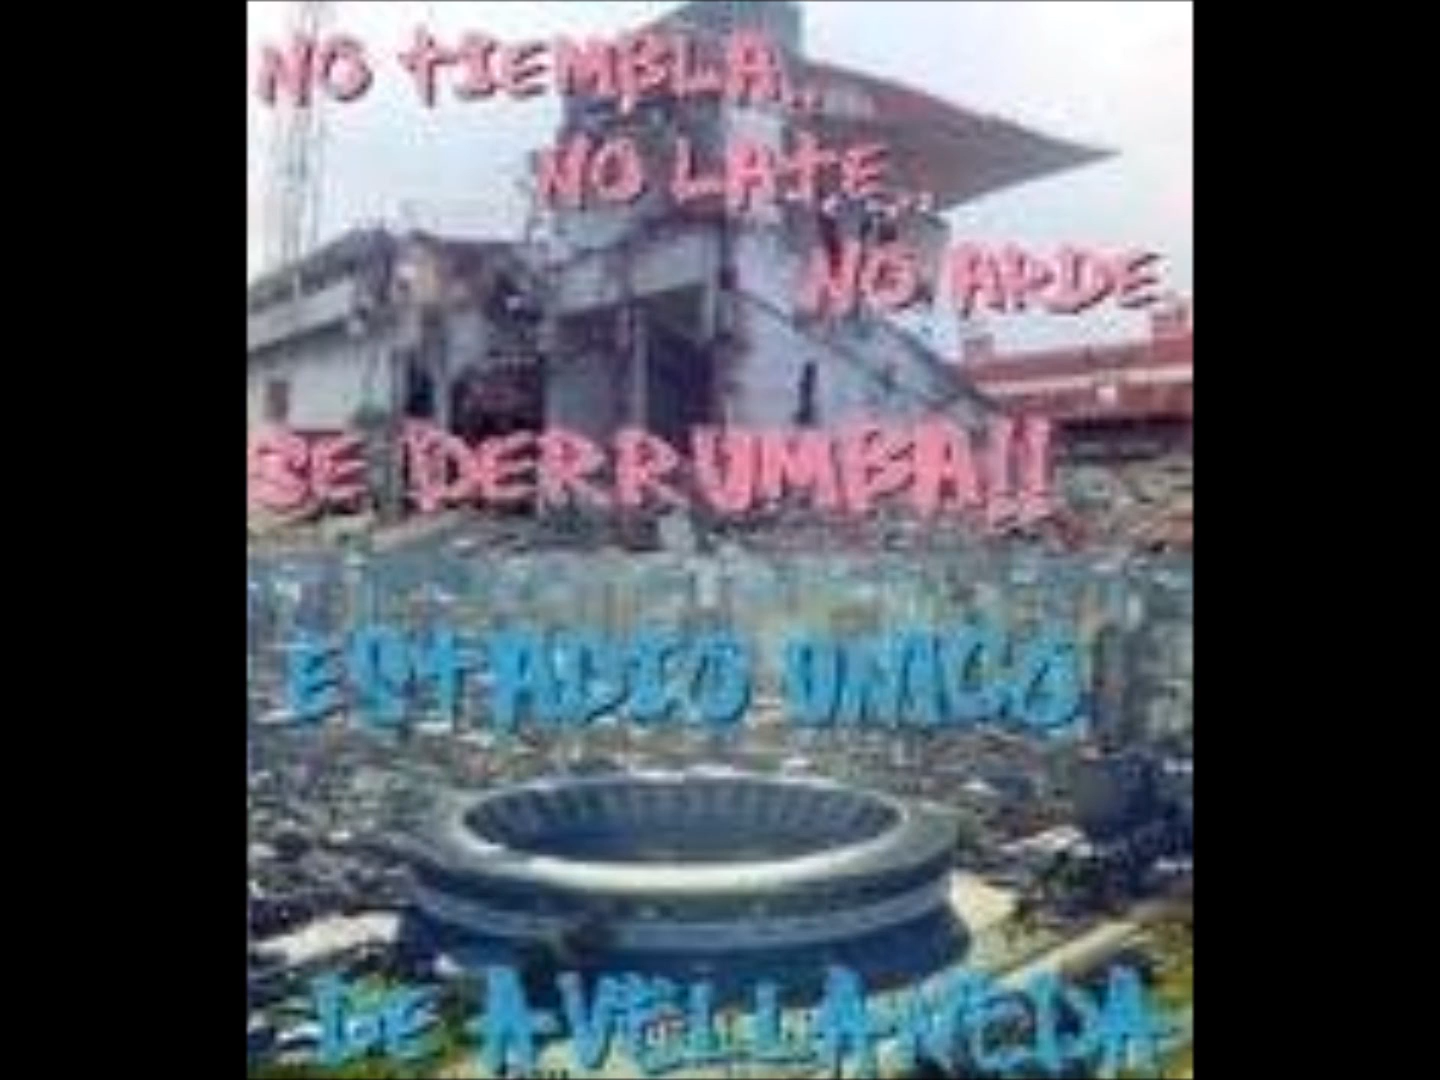 NO TIEMBLA..
NO LATE..
NO ARDE.
SE DERRUMBA!!
ESTADIO UNICO
DE AVELLANEDA